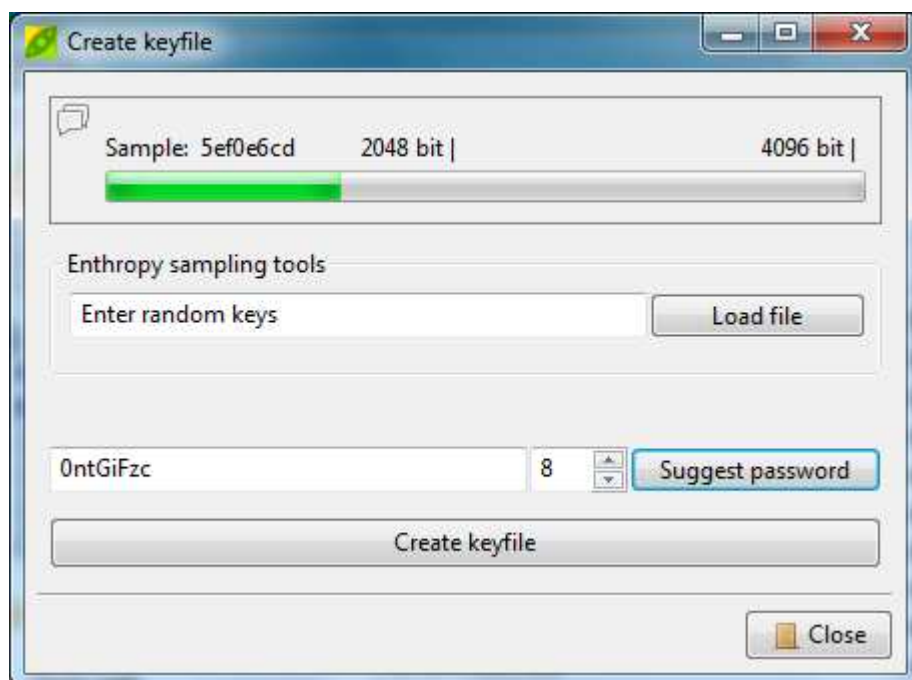 Create keyfile
Sample: 5ef0e6cd 2048 bit | 4096 bit |
Enthropy sampling tools
Enter random keys Load file
0ntGiFzc 8 Suggest password
Create keyfile
Close